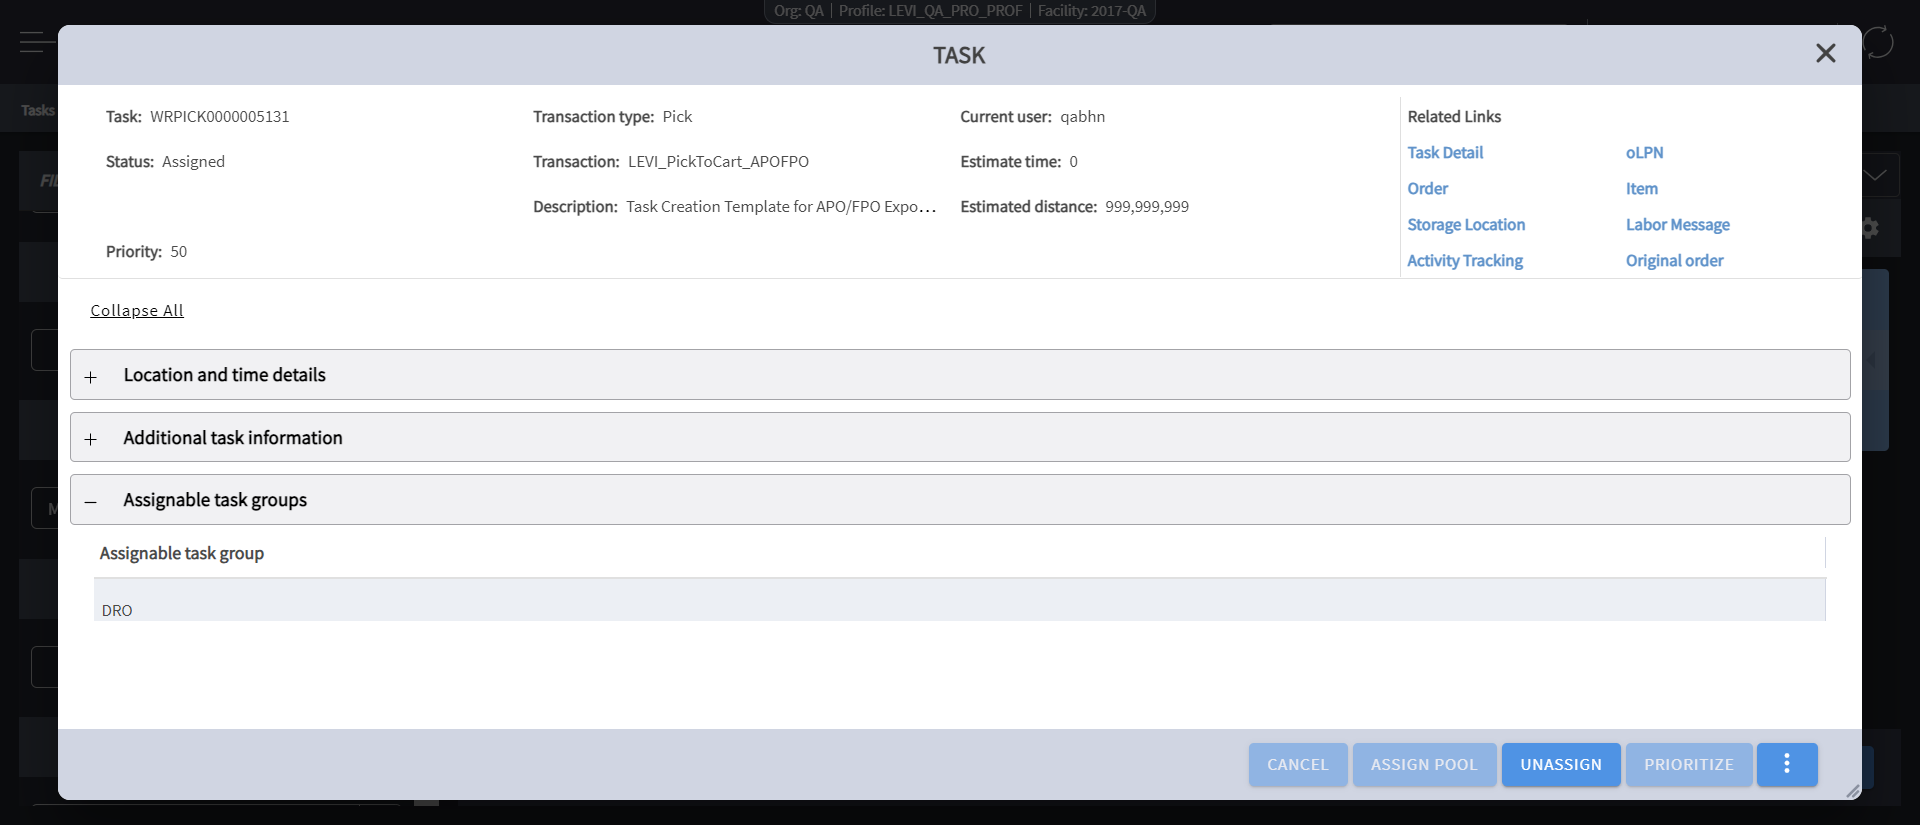 Org: QA | Profile: LEVI_QA_PRO_PROF | Facility: 2017-QA
TASK
Tasks
Task: WRPICK0000005131
Status: Assigned
Priority: 50
Transaction type: Pick
Transaction: LEVI_PickToCart_APOFPO
Description: Task Creation Template for APO/FPO Expo...
Current user: qabhn
Estimate time: 0
Estimated distance: 999,999,999
Related Links
Task Detail oLPN
Order Item
Storage Location Labor Message
Activity Tracking Original order
Collapse All
+ Location and time details
+ Additional task information
– Assignable task groups
Assignable task group
DRO
CANCEL ASSIGN POOL UNASSIGN PRIORITIZE